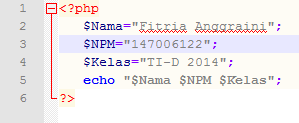 1 <?php
2 $Nama="Fitria Anggraini";
3 $NPM="147006122";
4 $Kelas="TI-D 2014";
5 echo "$Nama $NPM $Kelas";
6 ?>